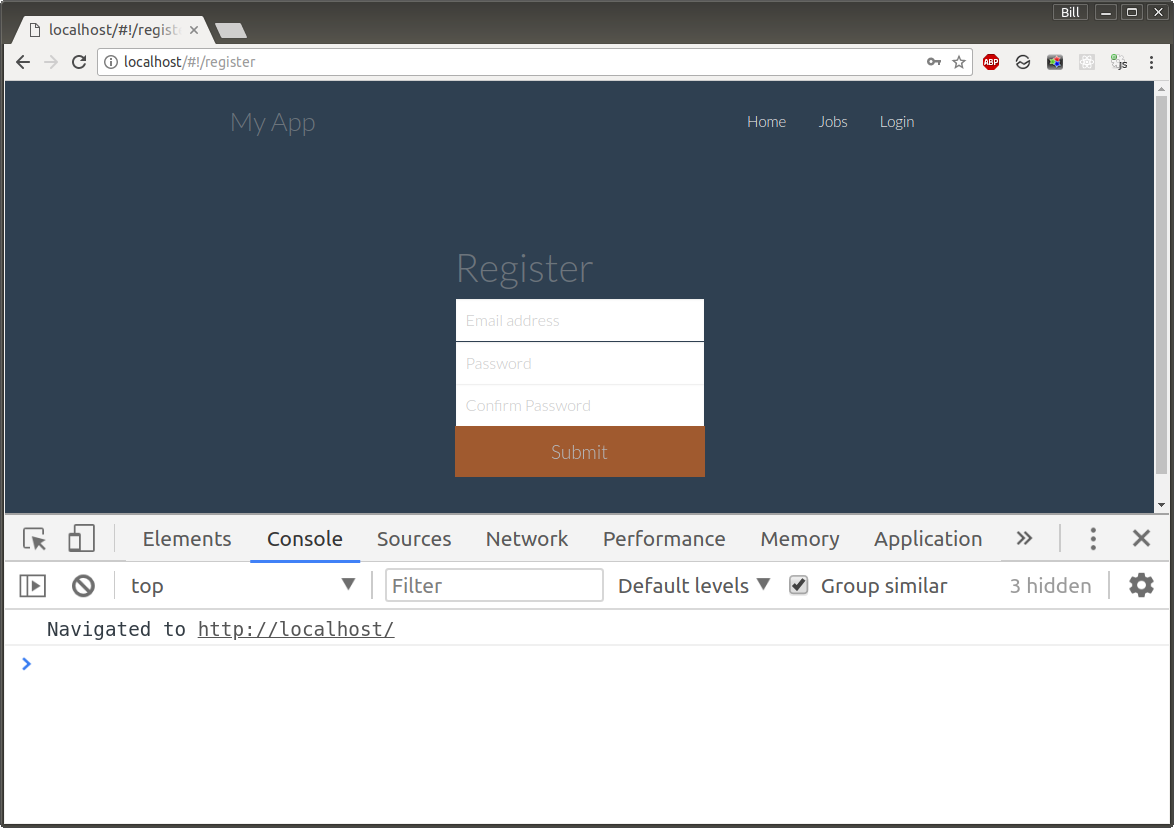 Bill
localhost/#!/regist
localhost/#!/register
ABP
js
My App
Home Jobs Login
Register
Email address
Password
Confirm Password
Submit
Elements Console Sources Network Performance Memory Application
top Filter Default levels Group similar 3 hidden
Navigated to http://localhost/